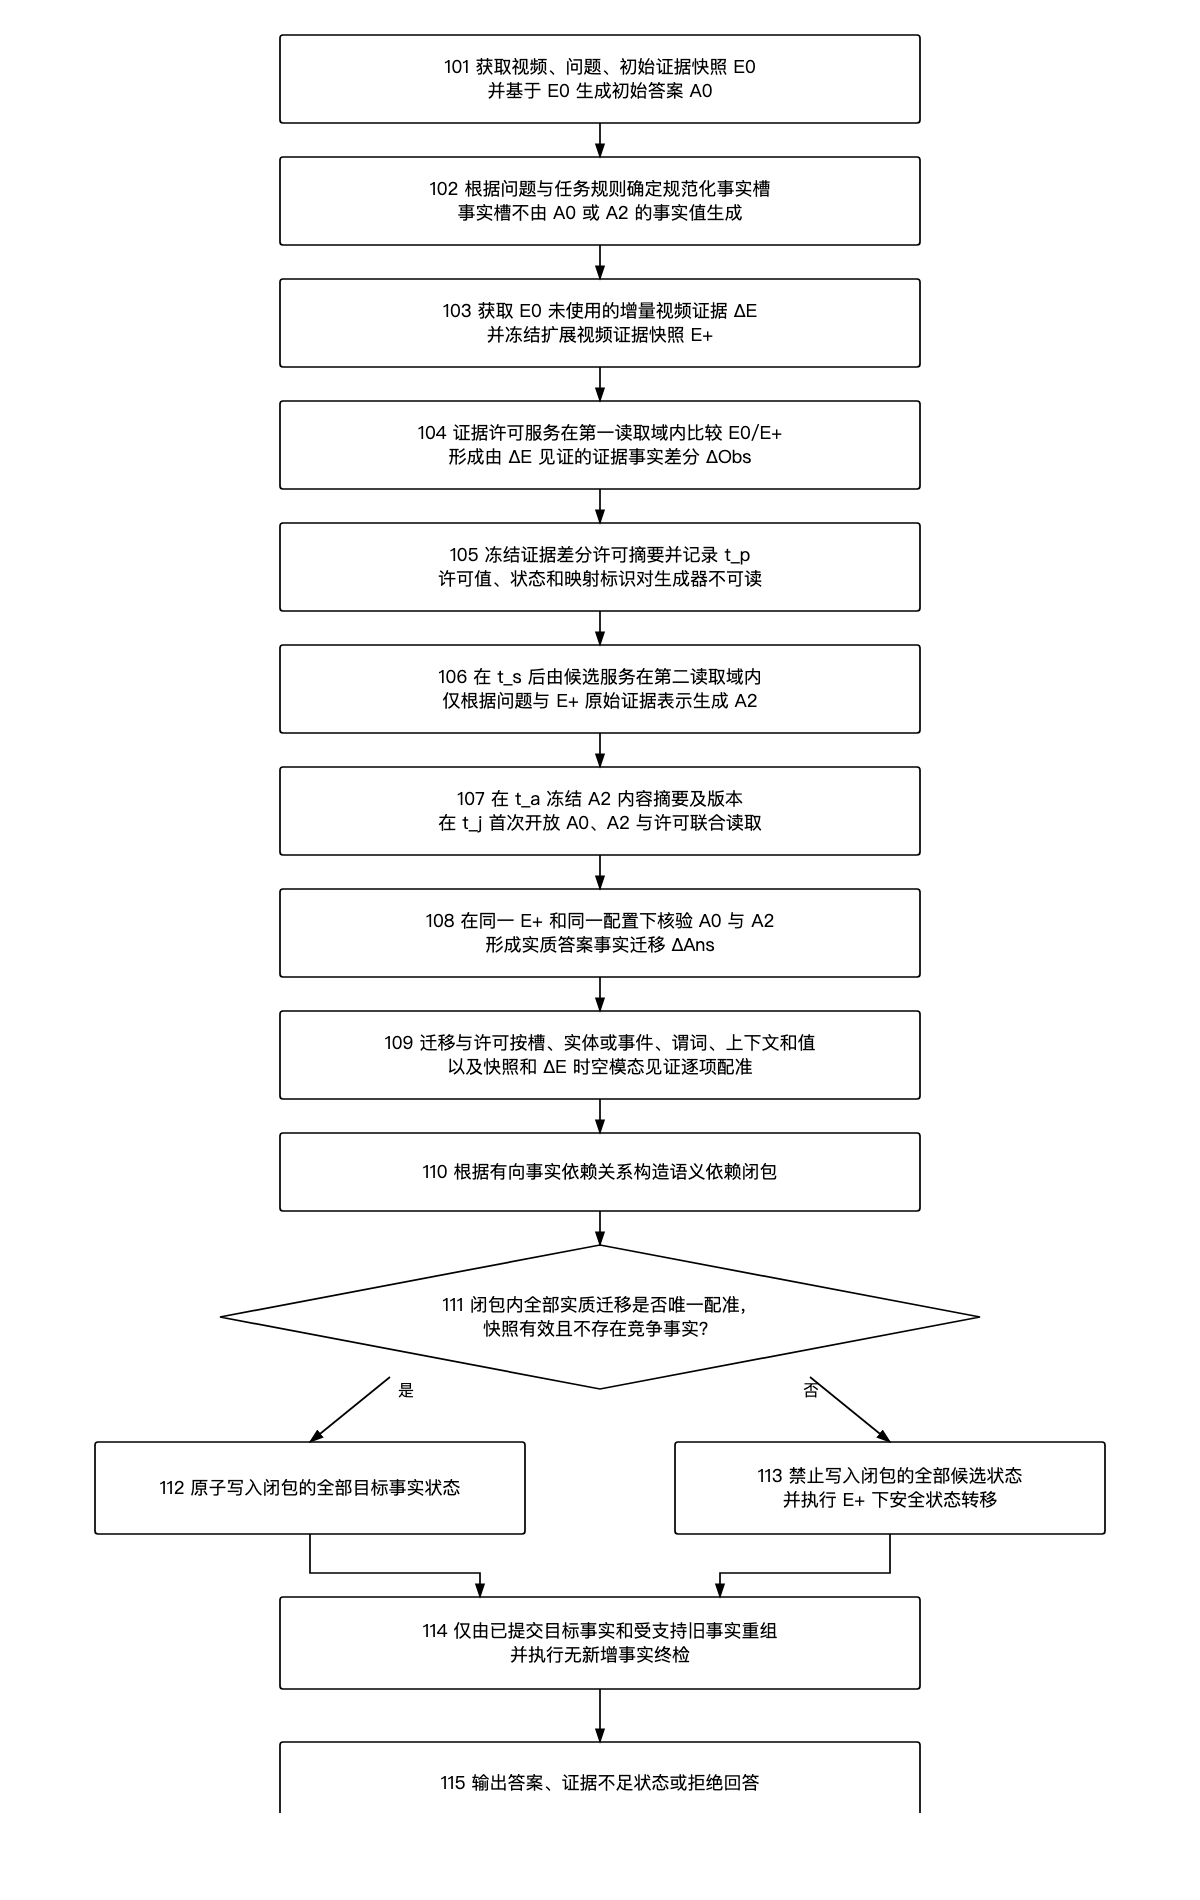 101 获取视频、问题、初始证据快照 E0
并基于 E0 生成初始答案 A0
102 根据问题与任务规则确定规范化事实槽
事实槽不由 A0 或 A2 的事实值生成
103 获取 E0 未使用的增量视频证据 ΔE
并冻结扩展视频证据快照 E+
104 证据许可服务在第一读取域内比较 E0/E+
形成由 ΔE 见证的证据事实差分 ΔObs
105 冻结证据差分许可摘要并记录 t_p
许可值、状态和映射标识对生成器不可读
106 在 t_s 后由候选服务在第二读取域内
仅根据问题与 E+ 原始证据表示生成 A2
107 在 t_a 冻结 A2 内容摘要及版本
在 t_j 首次开放 A0、A2 与许可联合读取
108 在同一 E+ 和同一配置下核验 A0 与 A2
形成实质答案事实迁移 ΔAns
109 迁移与许可按槽、实体或事件、谓词、上下文和值
以及快照和 ΔE 时空模态见证逐项配准
110 根据有向事实依赖关系构造语义依赖闭包
111 闭包内全部实质迁移是否唯一配准，
快照有效且不存在竞争事实？
是
否
112 原子写入闭包的全部目标事实状态
113 禁止写入闭包的全部候选状态
并执行 E+ 下安全状态转移
114 仅由已提交目标事实和受支持旧事实重组
并执行无新增事实终检
115 输出答案、证据不足状态或拒绝回答